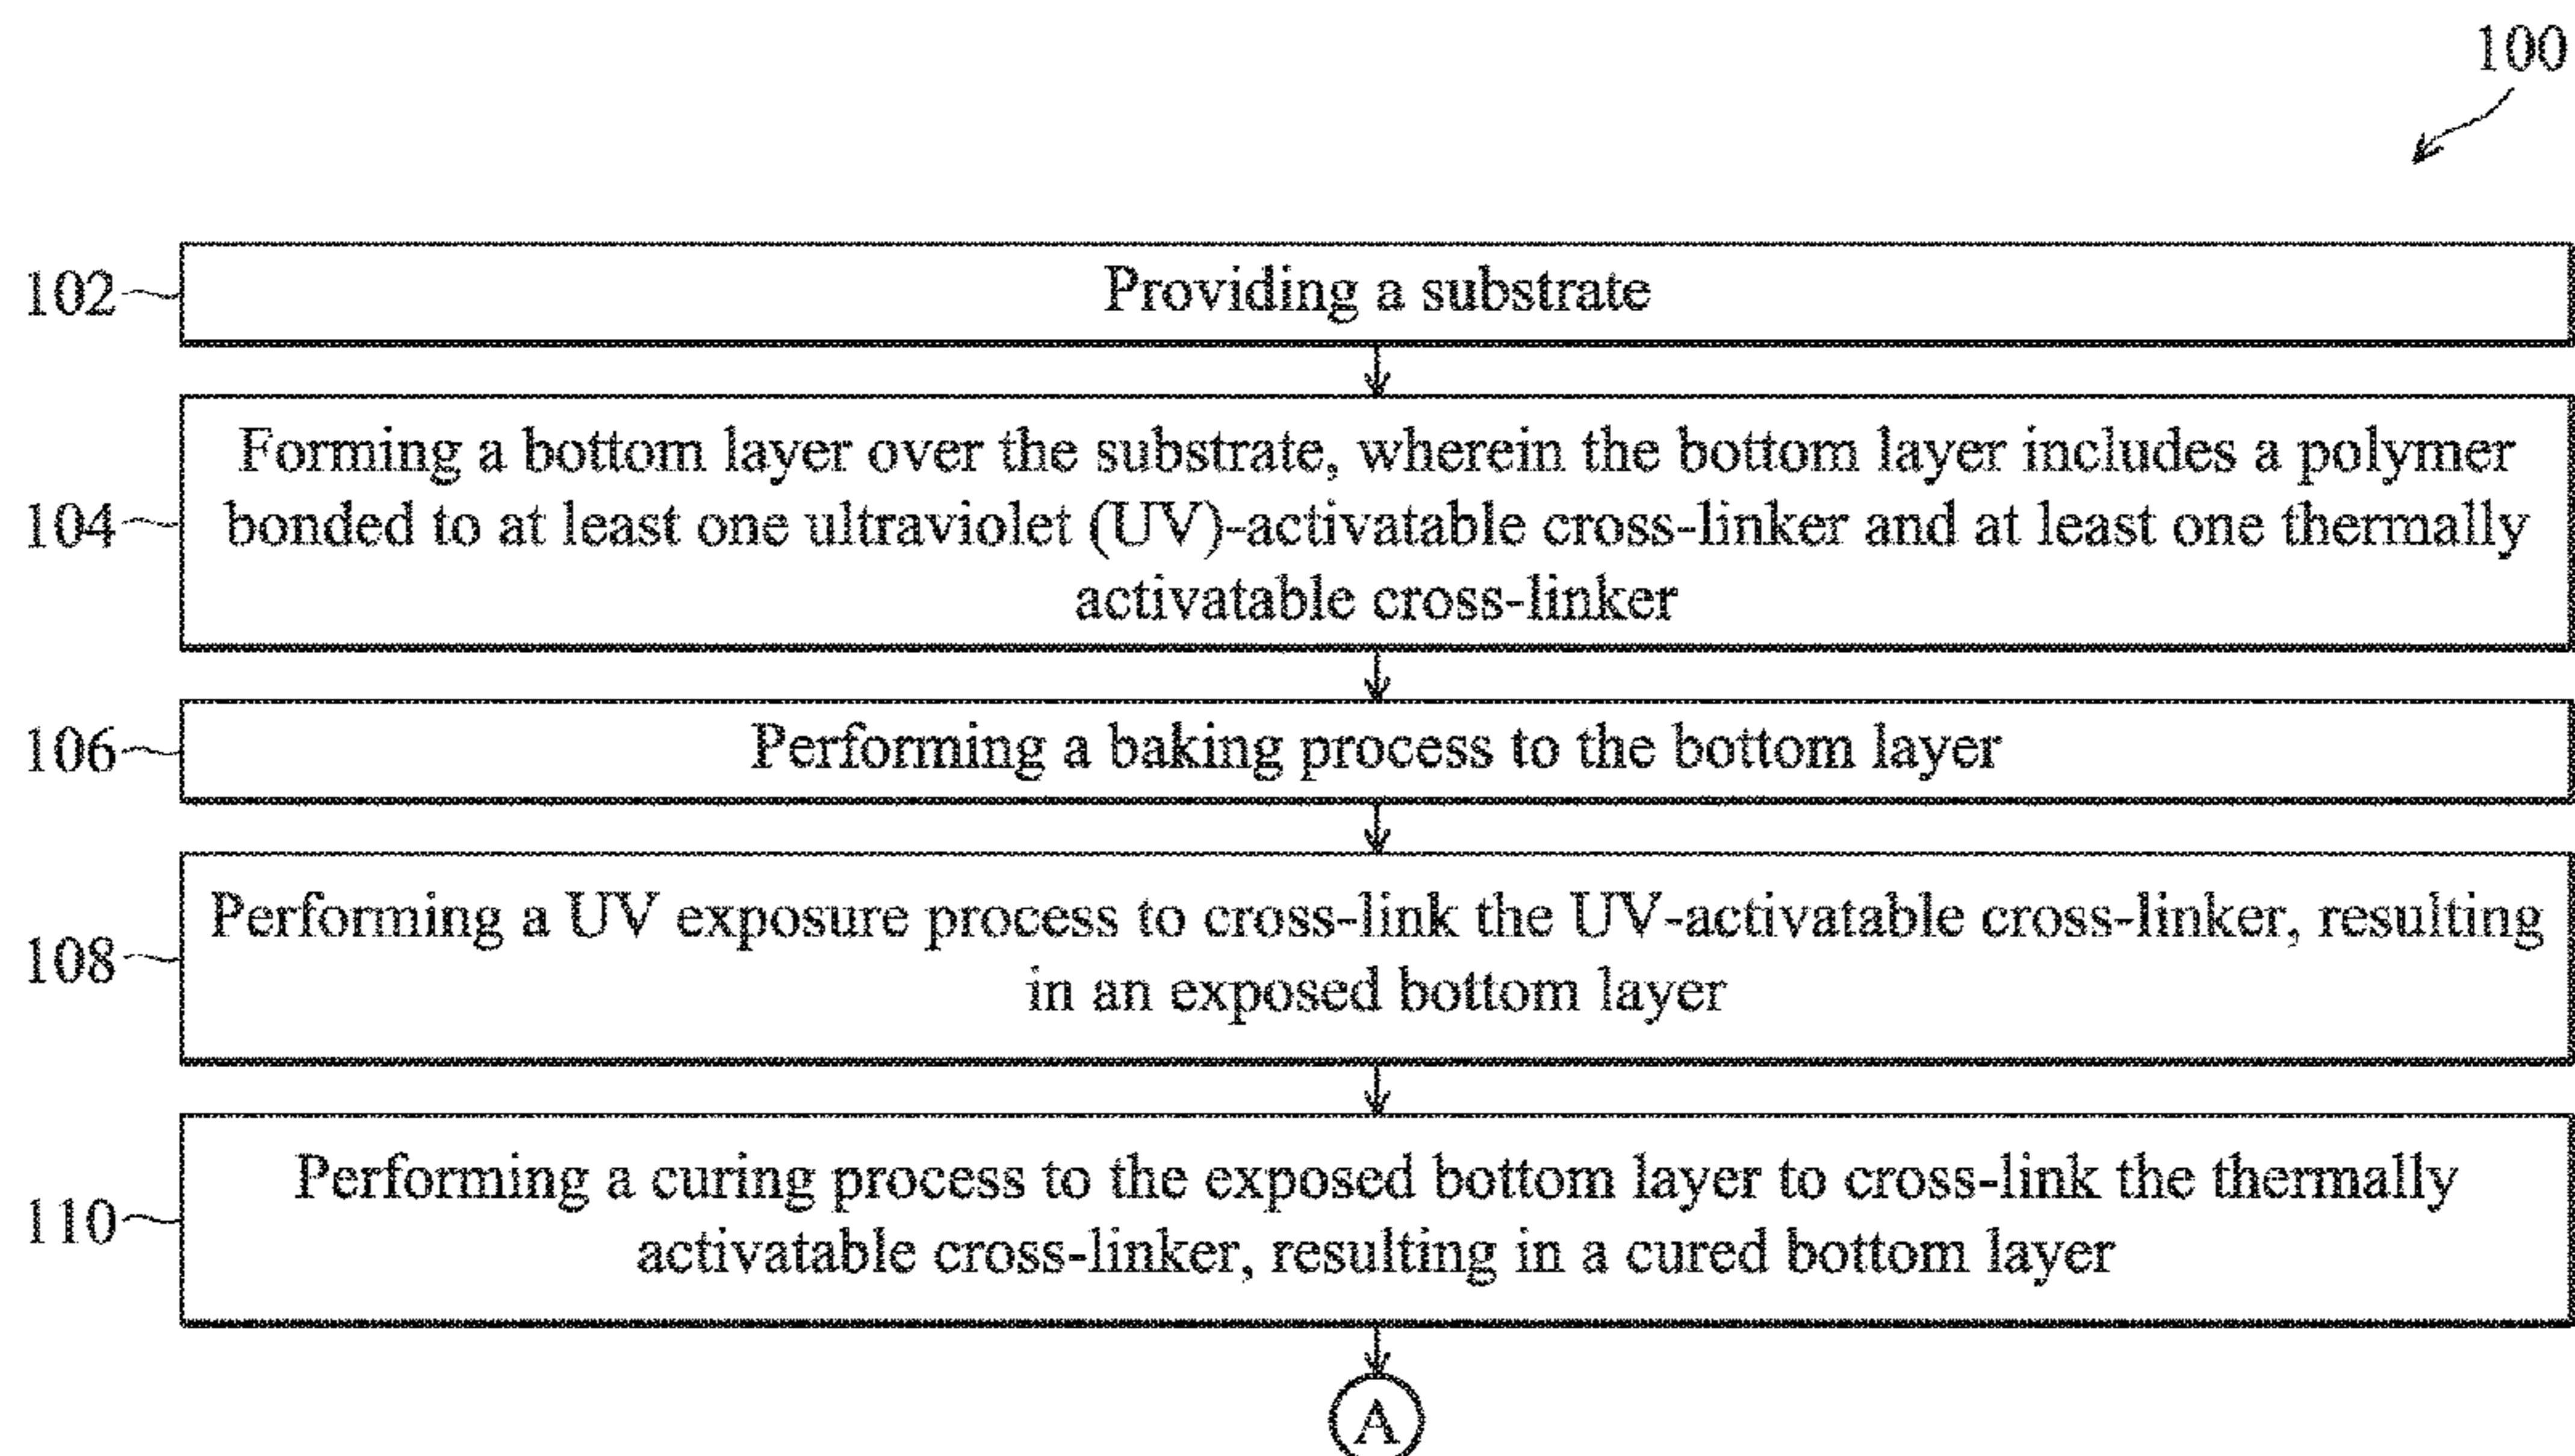 100
102
Providing a substrate
104
Forming a bottom layer over the substrate, wherein the bottom layer includes a polymer
bonded to at least one ultraviolet (UV)-activatable cross-linker and at least one thermally
activatable cross-linker
106
Performing a baking process to the bottom layer
108
Performing a UV exposure process to cross-link the UV-activatable cross-linker, resulting
in an exposed bottom layer
110
Performing a curing process to the exposed bottom layer to cross-link the thermally
activatable cross-linker, resulting in a cured bottom layer
A